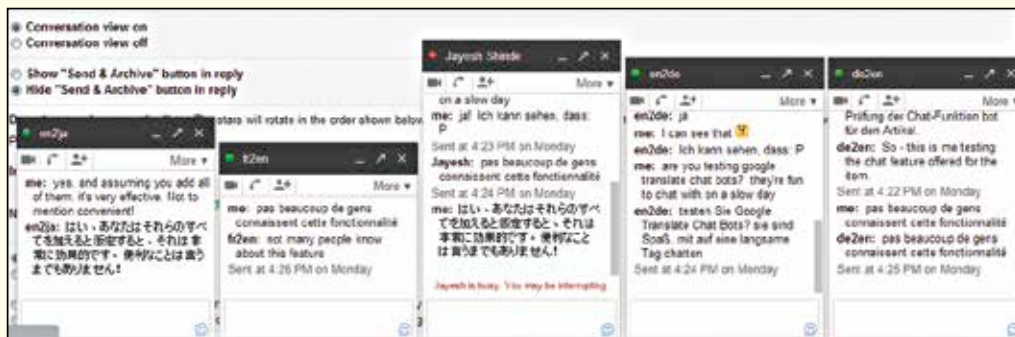 Conversation view on
Conversation view off
Show "Send & Archive" button in reply
Hide "Send & Archive" button in reply
stars will rotate in the order shown below
en2ja
More
me: yes. and assuming you add all
of them, it's very effective. Not to
mention convenient!
en2ja: はい、あなたはそれらのすべ
てを加えると仮定すると、それは非
常に効果的です。便利なことは言う
までもありません!
fr2en
More
me: pas beaucoup de gens
connaissent cette fonctionnalité
fr2en: not many people know
about this feature
Sent at 4:26 PM on Monday
Jayesh Shinde
More
on a slow day
me: ja! Ich kann sehen, dass:
P
Sent at 4:23 PM on Monday
Jayesh: pas beaucoup de gens
connaissent cette fonctionnalité
Sent at 4:24 PM on Monday
me: はい、あなたはそれらのすべ
てを加えると仮定すると、それは
非常に効果的です。便利なこと
は言うまでもありません!
Jayesh is busy. You may be interrupting
en2de
More
en2de: ja
me: I can see that
en2de: Ich kann sehen, dass: P
me: are you testing google
translate chat bots? they're fun
to chat with on a slow day
en2de: testen Sie Google
Translate Chat Bots? sie sind
Spaß, mit auf eine langsame
Tag chatten
Sent at 4:24 PM on Monday
de2en
More
Prüfung der Chat-Funktion bot
für den Artikel.
de2en: So - this is me testing
the chat feature offered for the
item.
Sent at 4:22 PM on Monday
me: pas beaucoup de gens
connaissent cette fonctionnalité
de2en: pas beaucoup de gens
connaissent cette fonctionnalité
Sent at 4:25 PM on Monday